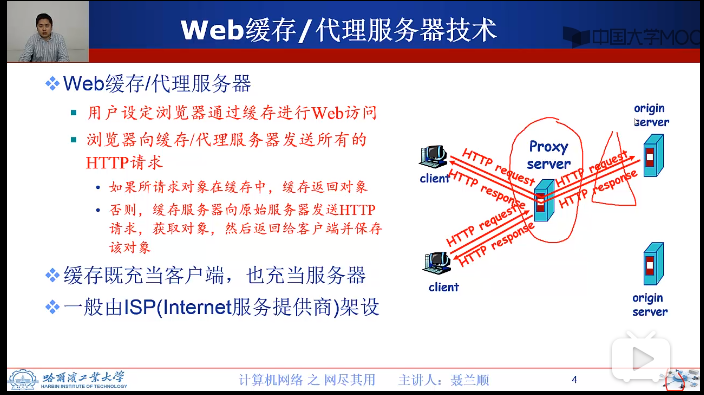 Web缓存/代理服务器技术
中国大学MOOC
Web缓存/代理服务器
用户设定浏览器通过缓存进行Web访问
浏览器向缓存/代理服务器发送所有的
HTTP请求
如果所请求对象在缓存中，缓存返回对象
否则，缓存服务器向原始服务器发送HTTP
请求，获取对象，然后返回给客户端并保存
该对象
缓存既充当客户端，也充当服务器
一般由ISP(Internet服务提供商)架设
origin
server
Proxy
server
client
HTTP request
HTTP response
HTTP request
HTTP response
HTTP request
HTTP response
client
origin
server
哈尔滨工业大学
HARBIN INSTITUTE OF TECHNOLOGY
计算机网络 之 网尽其用
主讲人：聂兰顺
4